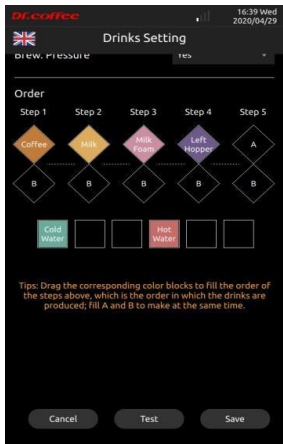 Dr.coffee
16:39 Wed
2020/04/29
Drinks Setting
Brew. Pressure Yes
Order
Step 1 Step 2 Step 3 Step 4 Step 5
Coffee Milk Milk Foam Left Hopper A
B B B B B
Cold Water Hot Water
Tips: Drag the corresponding color blocks to fill the order of
the steps above, which is the order in which the drinks are
produced; fill A and B to make at the same time.
Cancel Test Save